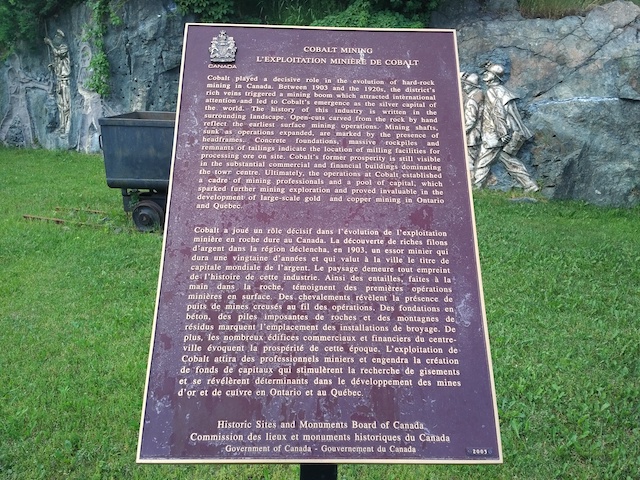 CANADA
COBALT MINING
L'EXPLOITATION MINIÈRE DE COBALT
Cobalt played a decisive role in the evolution of hard-rock
mining in Canada. Between 1903 and the 1920s, the district's
rich veins triggered a mining boom which attracted international
attention and led to Cobalt's emergence as the silver capital of
the world. The history of this industry is written in the
surrounding landscape. Open-cuts carved from the rock by hand
reflect the earliest surface mining operations. Mining shafts,
sunk as operations expanded, are marked by the presence of
headframes. Concrete foundations, massive rockpiles and
remnants of tailings indicate the location of milling facilities for
processing ore on site. Cobalt's former prosperity is still visible
in the substantial commercial and financial buildings dominating
the town centre. Ultimately, the operations at Cobalt established
a cadre of mining professionals and a pool of capital, which
sparked further mining exploration and proved invaluable in the
development of large-scale gold and copper mining in Ontario
and Québec.
Cobalt a joué un rôle décisif dans l'évolution de l'exploitation
minière en roche dure au Canada. La découverte de riches filons
d'argent dans la région déclencha, en 1903, un essor minier qui
dura une vingtaine d'années et qui valut à la ville le titre de
capitale mondiale de l'argent. Le paysage demeure tout empreint
de l'histoire de cette industrie. Ainsi des entailles, faites à la
main dans la roche, témoignent des premières opérations
minières en surface. Des chevalements révèlent la présence de
puits de mines creusés au fil des opérations. Des fondations en
béton, des piles imposantes de roches et des montagnes de
résidus marquent l'emplacement des installations de broyage. De
plus, les nombreux édifices commerciaux et financiers du centre-
ville évoquent la prospérité de cette époque. L'exploitation de
Cobalt attira des professionnels miniers et engendra la création
de fonds de capitaux qui stimulèrent la recherche de gisements
et se révélèrent déterminants dans le développement des mines
d'or et de cuivre en Ontario et au Québec.
Historic Sites and Monuments Board of Canada
Commission des lieux et monuments historiques du Canada
Government of Canada - Gouvernement du Canada
2003